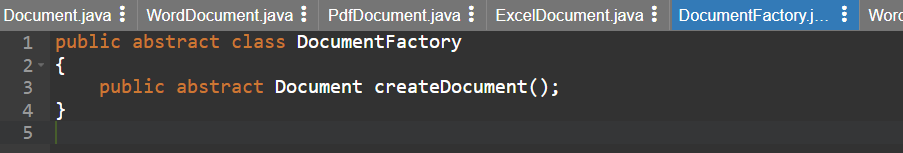 Document.java WordDocument.java PdfDocument.java ExcelDocument.java DocumentFactory.j... Word
1 public abstract class DocumentFactory
2 {
3 public abstract Document createDocument();
4 }
5